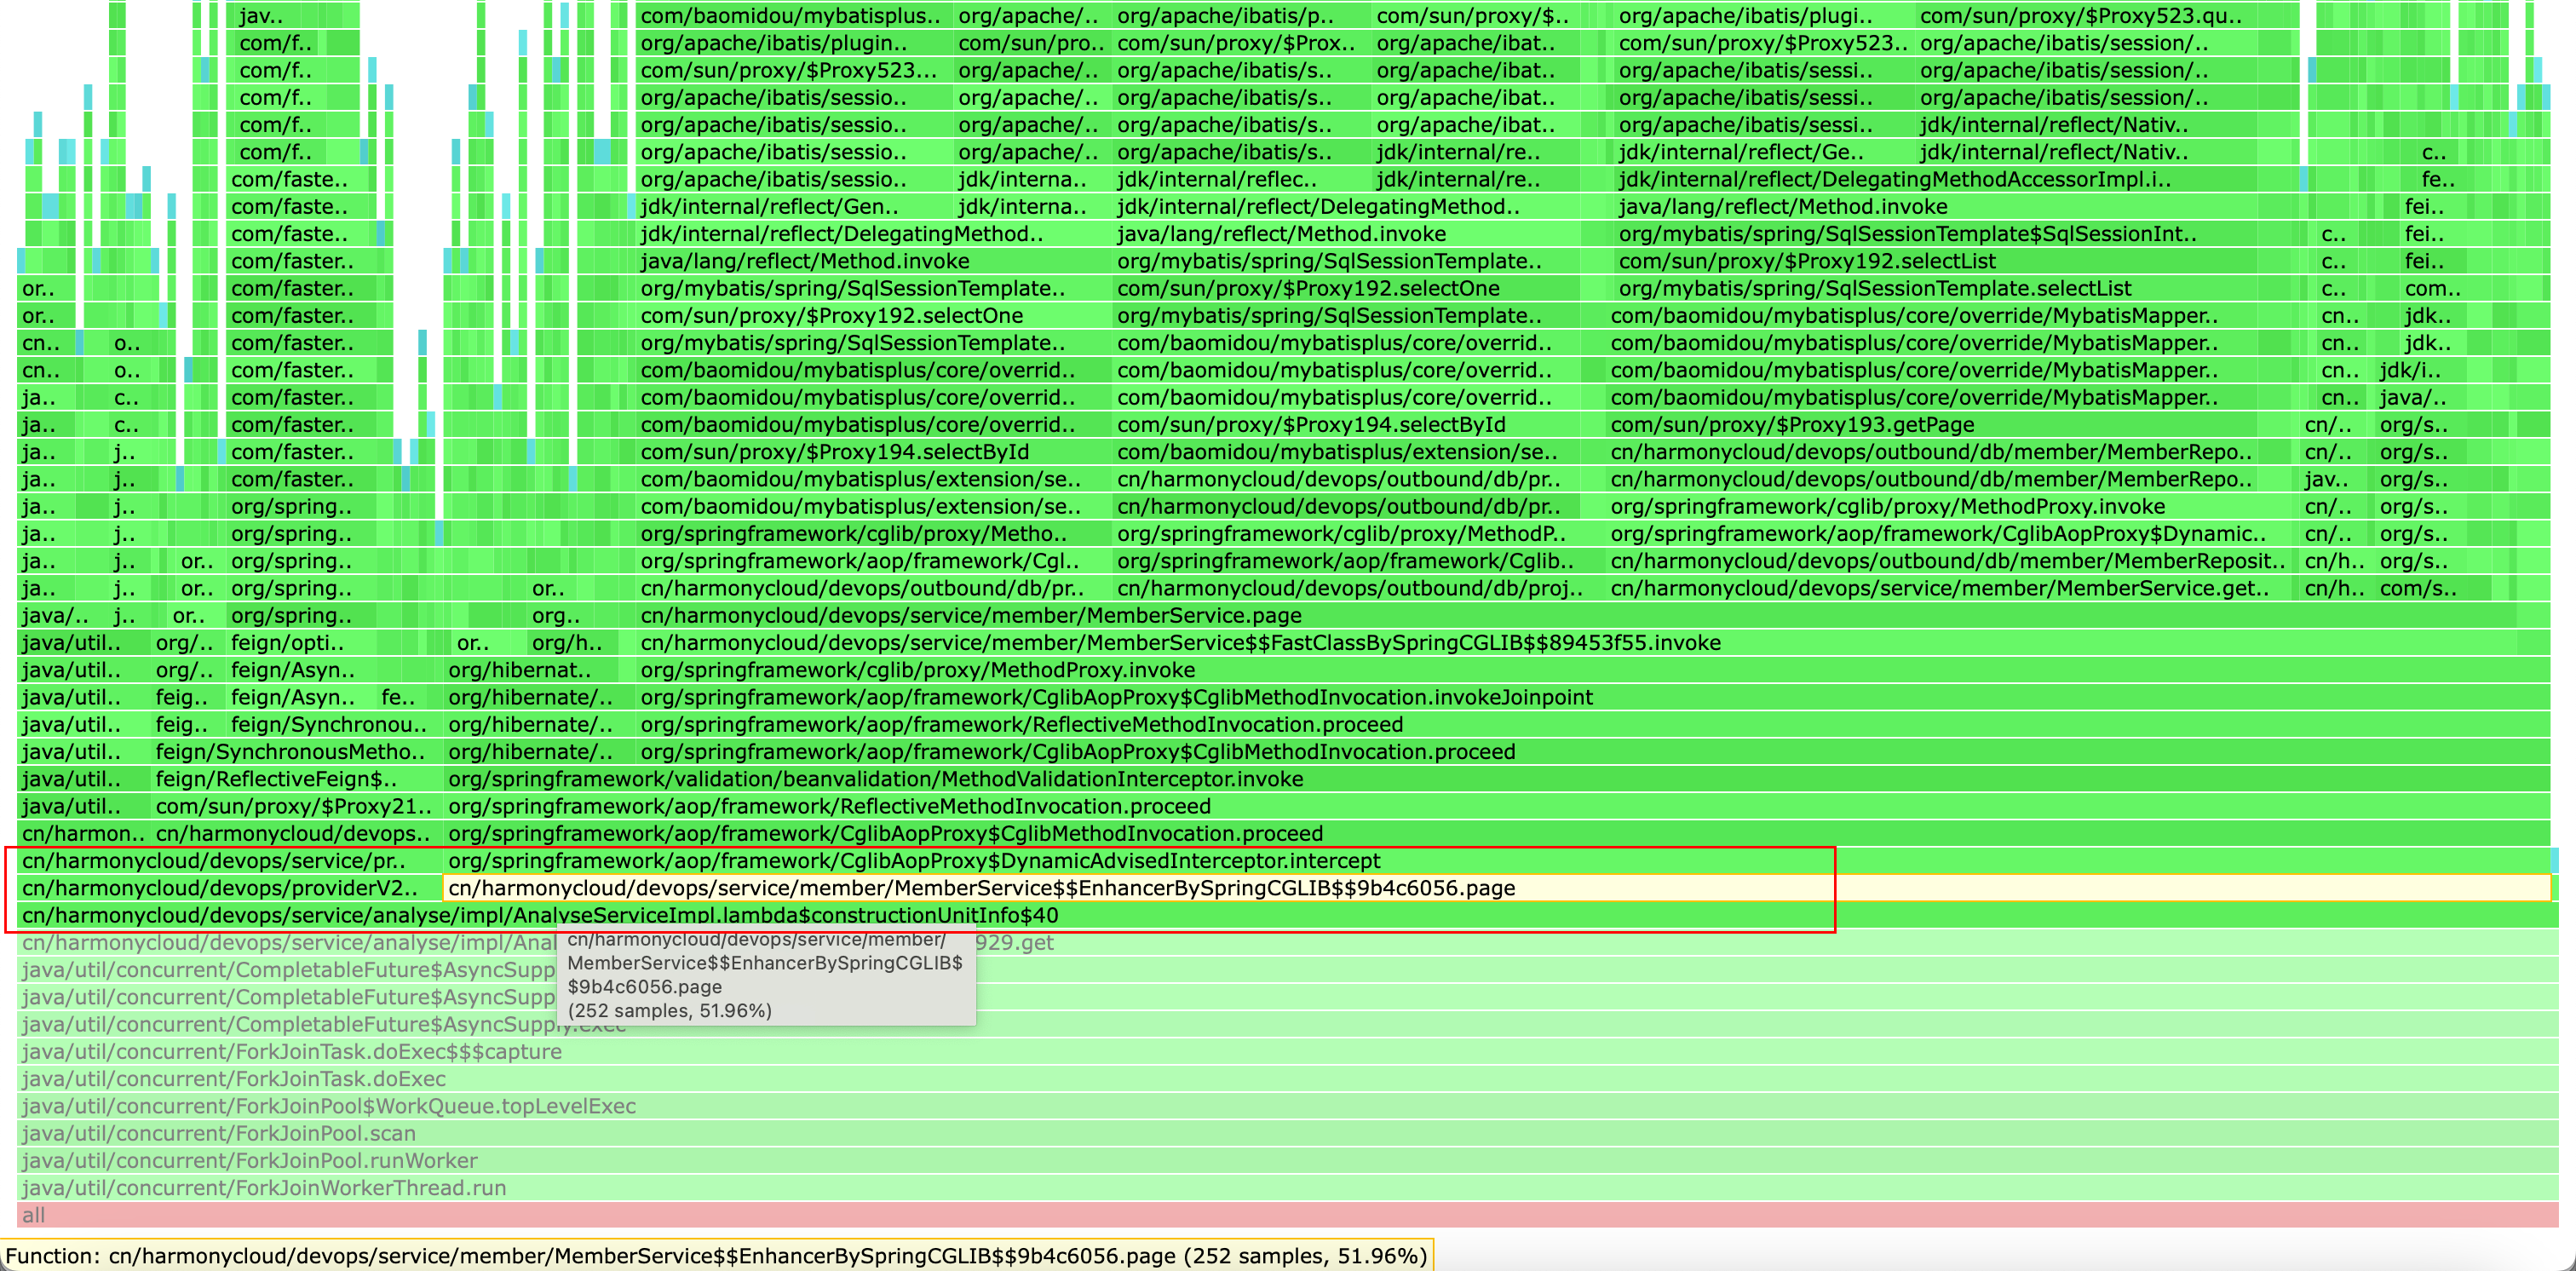 jav.. com/baomidou/mybatisplus.. org/apache/.. org/apache/ibatis/p.. com/sun/proxy/$.. org/apache/ibatis/plugi.. com/sun/proxy/$Proxy523.qu..
com/f.. org/apache/ibatis/plugin.. com/sun/pro.. com/sun/proxy/$Prox.. org/apache/ibat.. com/sun/proxy/$Proxy523.. org/apache/ibatis/session/..
com/f.. com/sun/proxy/$Proxy523... org/apache/.. org/apache/ibatis/s.. org/apache/ibat.. org/apache/ibatis/sessi.. org/apache/ibatis/session/..
com/f.. org/apache/ibatis/sessio.. org/apache/.. org/apache/ibatis/s.. org/apache/ibat.. org/apache/ibatis/sessi.. org/apache/ibatis/session/..
com/f.. org/apache/ibatis/sessio.. org/apache/.. org/apache/ibatis/s.. org/apache/ibat.. org/apache/ibatis/sessi.. jdk/internal/reflect/Nativ..
com/f.. org/apache/ibatis/sessio.. org/apache/.. org/apache/ibatis/s.. jdk/internal/re.. jdk/internal/reflect/Ge.. jdk/internal/reflect/Nativ.. c..
com/faste.. org/apache/ibatis/sessio.. jdk/interna.. jdk/internal/reflec.. jdk/internal/re.. jdk/internal/reflect/DelegatingMethodAccessorImpl.i.. fe..
com/faste.. jdk/internal/reflect/Gen.. jdk/interna.. jdk/internal/reflect/DelegatingMethod.. java/lang/reflect/Method.invoke fei..
com/faste.. jdk/internal/reflect/DelegatingMethod.. java/lang/reflect/Method.invoke org/mybatis/spring/SqlSessionTemplate$SqlSessionInt.. c.. fei..
com/faster.. java/lang/reflect/Method.invoke org/mybatis/spring/SqlSessionTemplate.. com/sun/proxy/$Proxy192.selectList c.. fei..
or.. com/faster.. org/mybatis/spring/SqlSessionTemplate.. com/sun/proxy/$Proxy192.selectOne org/mybatis/spring/SqlSessionTemplate.selectList c.. com..
or.. com/faster.. com/sun/proxy/$Proxy192.selectOne org/mybatis/spring/SqlSessionTemplate.. com/baomidou/mybatisplus/core/override/MybatisMapper.. cn.. jdk..
cn.. o.. com/faster.. org/mybatis/spring/SqlSessionTemplate.. com/baomidou/mybatisplus/core/overrid.. com/baomidou/mybatisplus/core/override/MybatisMapper.. cn.. jdk..
cn.. o.. com/faster.. com/baomidou/mybatisplus/core/overrid.. com/baomidou/mybatisplus/core/overrid.. com/baomidou/mybatisplus/core/override/MybatisMapper.. cn.. jdk/i..
ja.. c.. com/faster.. com/baomidou/mybatisplus/core/overrid.. com/baomidou/mybatisplus/core/overrid.. com/baomidou/mybatisplus/core/override/MybatisMapper.. cn.. java/..
ja.. c.. com/faster.. com/baomidou/mybatisplus/core/overrid.. com/sun/proxy/$Proxy194.selectById com/sun/proxy/$Proxy193.getPage cn/.. org/s..
ja.. j.. com/faster.. com/sun/proxy/$Proxy194.selectById com/baomidou/mybatisplus/extension/se.. cn/harmonycloud/devops/outbound/db/member/MemberRepo.. cn/.. org/s..
ja.. j.. com/faster.. com/baomidou/mybatisplus/extension/se.. cn/harmonycloud/devops/outbound/db/pr.. cn/harmonycloud/devops/outbound/db/member/MemberRepo.. jav.. org/s..
ja.. j.. org/spring.. com/baomidou/mybatisplus/extension/se.. cn/harmonycloud/devops/outbound/db/pr.. org/springframework/cglib/proxy/MethodProxy.invoke cn/.. org/s..
ja.. j.. org/spring.. org/springframework/cglib/proxy/Metho.. org/springframework/cglib/proxy/MethodP.. org/springframework/aop/framework/CglibAopProxy$Dynamic.. cn/.. org/s..
ja.. j.. or.. org/spring.. org/springframework/aop/framework/Cgl.. org/springframework/aop/framework/Cglib.. cn/harmonycloud/devops/outbound/db/member/MemberReposit.. cn/h.. org/s..
ja.. j.. or.. org/spring.. or.. cn/harmonycloud/devops/outbound/db/pr.. cn/harmonycloud/devops/outbound/db/proj.. cn/harmonycloud/devops/service/member/MemberService.get.. cn/h.. com/s..
java/.. j.. or.. org/spring.. org.. cn/harmonycloud/devops/service/member/MemberService.page
java/util.. org/.. feign/opti.. or.. org/h.. cn/harmonycloud/devops/service/member/MemberService$$FastClassBySpringCGLIB$$89453f55.invoke
java/util.. org/.. feign/Asyn.. org/hibernat.. org/springframework/cglib/proxy/MethodProxy.invoke
java/util.. feig.. feign/Asyn.. fe.. org/hibernate/.. org/springframework/aop/framework/CglibAopProxy$CglibMethodInvocation.invokeJoinpoint
java/util.. feig.. feign/Synchronou.. org/hibernate/.. org/springframework/aop/framework/ReflectiveMethodInvocation.proceed
java/util.. feign/SynchronousMetho.. org/hibernate/.. org/springframework/aop/framework/CglibAopProxy$CglibMethodInvocation.proceed
java/util.. feign/ReflectiveFeign$.. org/springframework/validation/beanvalidation/MethodValidationInterceptor.invoke
java/util.. com/sun/proxy/$Proxy21.. org/springframework/aop/framework/ReflectiveMethodInvocation.proceed
cn/harmon.. cn/harmonycloud/devops.. org/springframework/aop/framework/CglibAopProxy$CglibMethodInvocation.proceed
cn/harmonycloud/devops/service/pr.. org/springframework/aop/framework/CglibAopProxy$DynamicAdvisedInterceptor.intercept
cn/harmonycloud/devops/providerV2.. cn/harmonycloud/devops/service/member/MemberService$$EnhancerBySpringCGLIB$$9b4c6056.page
cn/harmonycloud/devops/service/analyse/impl/AnalyseServiceImpl.lambda$constructionUnitInfo$40
cn/harmonycloud/devops/service/analyse/impl/Anal 929.get
cn/harmonycloud/devops/service/member/
MemberService$$EnhancerBySpringCGLIB$
$9b4c6056.page
(252 samples, 51.96%)
java/util/concurrent/CompletableFuture$AsyncSupp
java/util/concurrent/CompletableFuture$AsyncSupp
java/util/concurrent/CompletableFuture$AsyncSupply.exec
java/util/concurrent/ForkJoinTask.doExec$$$capture
java/util/concurrent/ForkJoinTask.doExec
java/util/concurrent/ForkJoinPool$WorkQueue.topLevelExec
java/util/concurrent/ForkJoinPool.scan
java/util/concurrent/ForkJoinPool.runWorker
java/util/concurrent/ForkJoinWorkerThread.run
all
Function: cn/harmonycloud/devops/service/member/MemberService$$EnhancerBySpringCGLIB$$9b4c6056.page (252 samples, 51.96%)